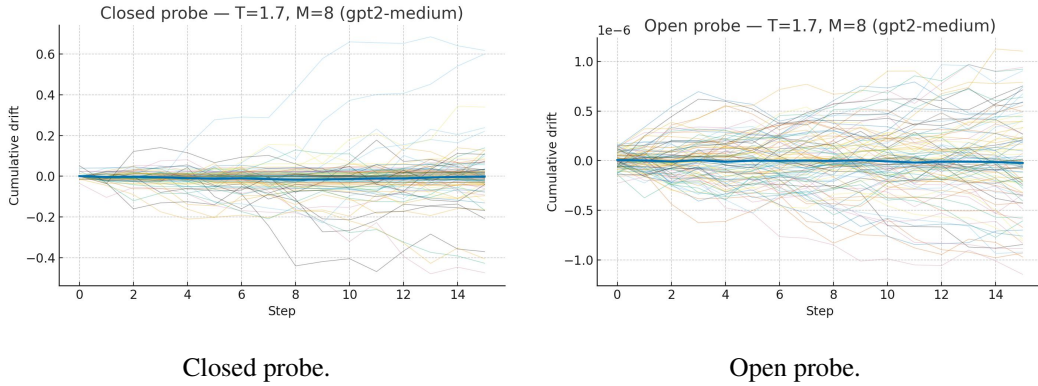 Closed probe — T=1.7, M=8 (gpt2-medium)
0.6
0.4
0.2
0.0
−0.2
−0.4
Cumulative drift
0 2 4 6 8 10 12 14
Step
Closed probe.
1e−6
Open probe — T=1.7, M=8 (gpt2-medium)
1.0
0.5
0.0
−0.5
−1.0
Cumulative drift
0 2 4 6 8 10 12 14
Step
Open probe.